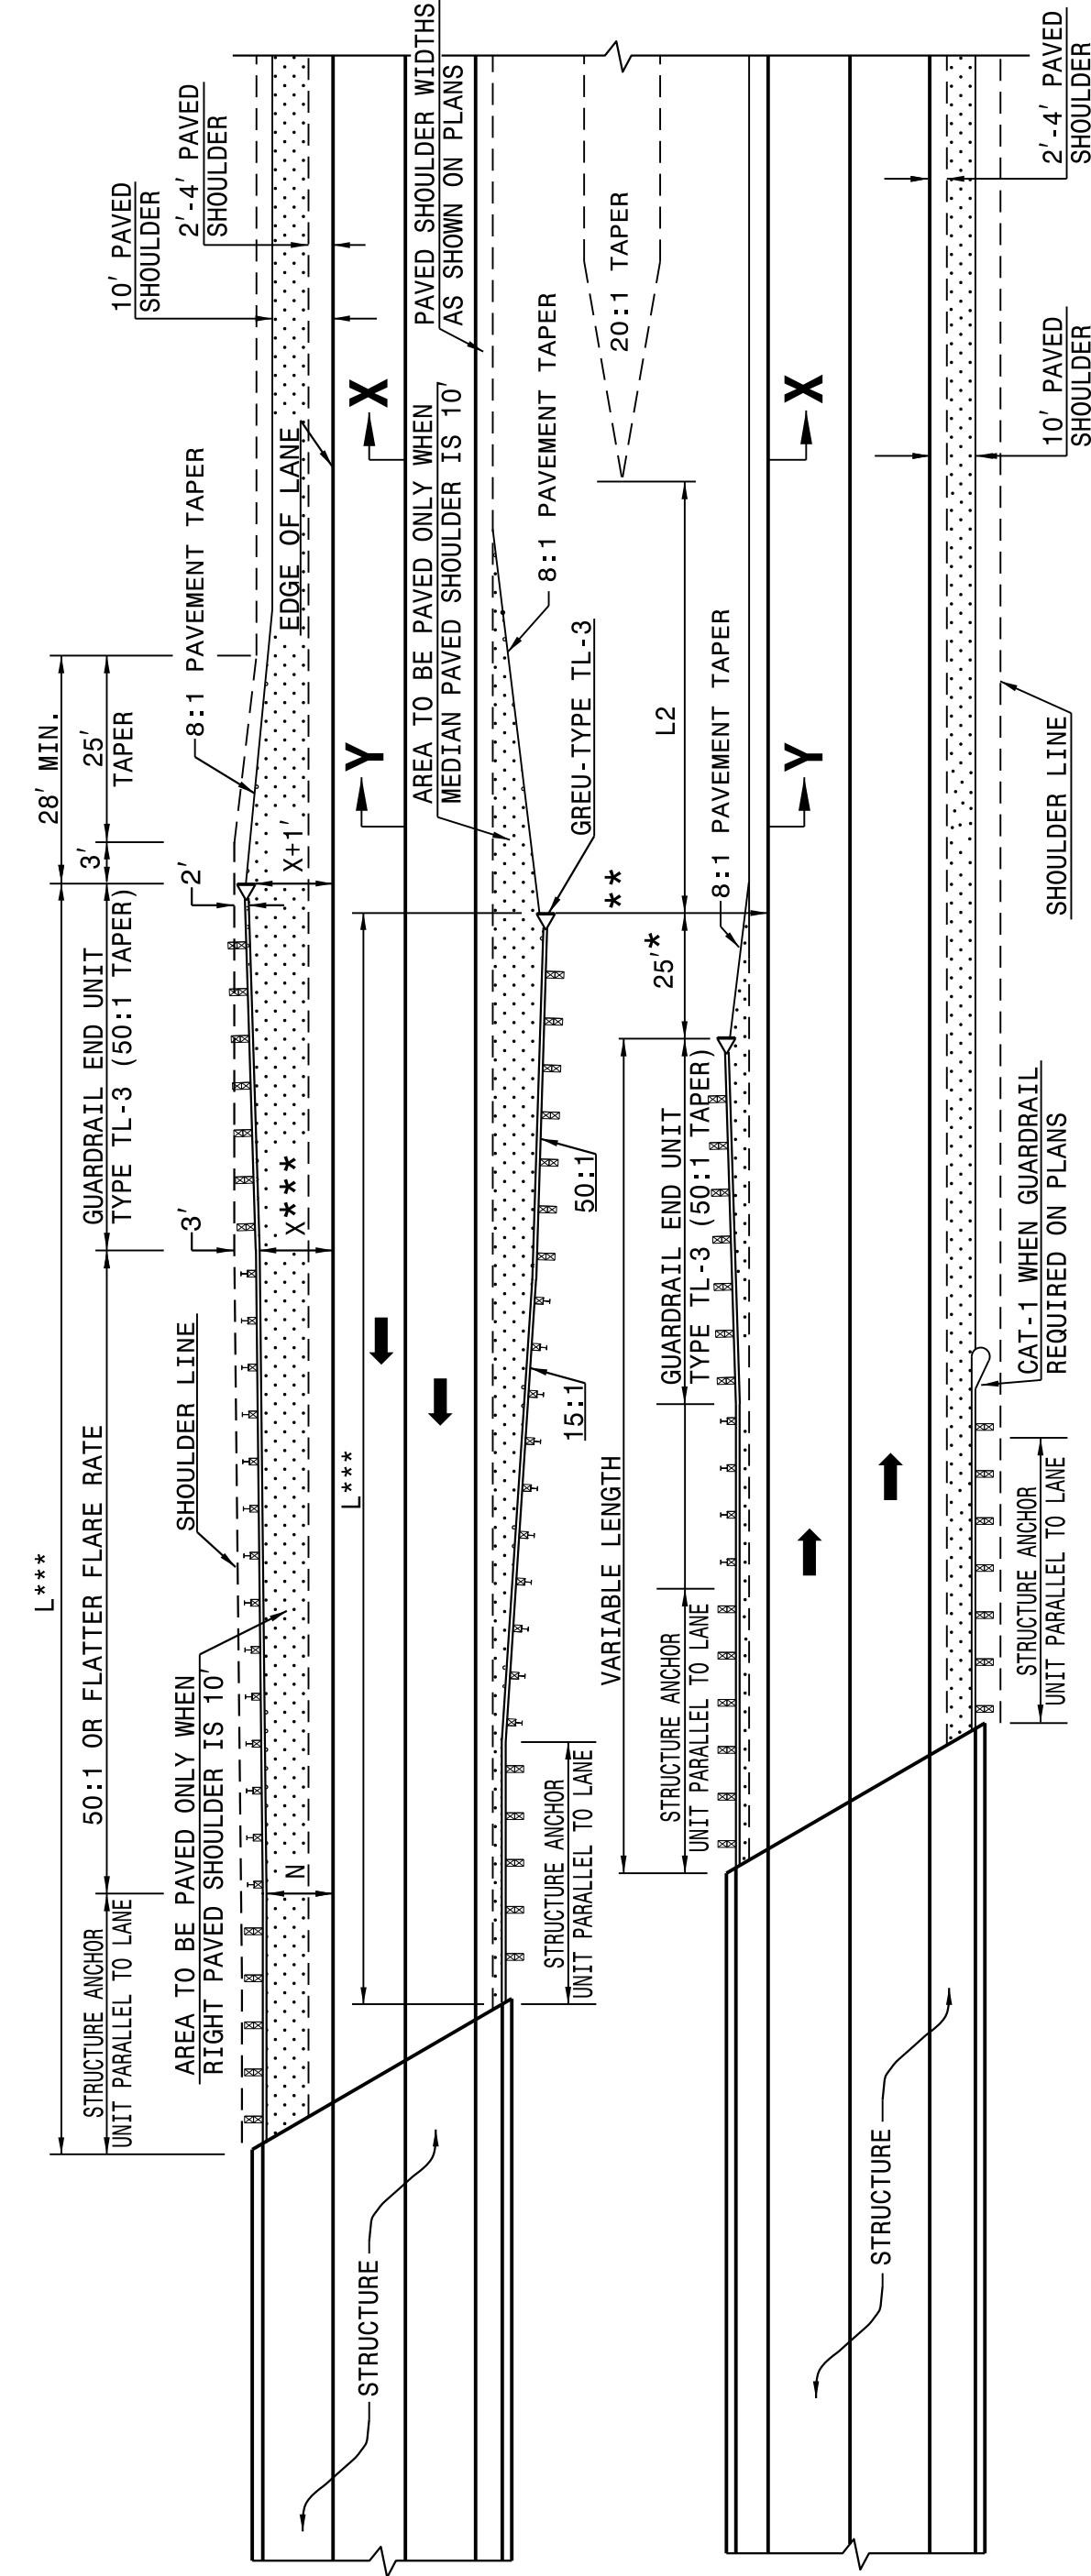 L***
28' MIN.
STRUCTURE ANCHOR
UNIT PARALLEL TO LANE
50:1 OR FLATTER FLARE RATE
GUARDRAIL END UNIT
TYPE TL-3 (50:1 TAPER)
3'
25'
TAPER
10' PAVED
SHOULDER
AREA TO BE PAVED ONLY WHEN
RIGHT PAVED SHOULDER IS 10'
SHOULDER LINE
3'
2'
8:1 PAVEMENT TAPER
2'-4' PAVED
SHOULDER
N
X****
X+1'
EDGE OF LANE
STRUCTURE
L***
Y
X
AREA TO BE PAVED ONLY WHEN
MEDIAN PAVED SHOULDER IS 10'
PAVED SHOULDER WIDTHS
AS SHOWN ON PLANS
STRUCTURE ANCHOR
UNIT PARALLEL TO LANE
15:1
50:1
GREU-TYPE TL-3
8:1 PAVEMENT TAPER
VARIABLE LENGTH
**
20:1 TAPER
STRUCTURE ANCHOR
UNIT PARALLEL TO LANE
GUARDRAIL END UNIT
TYPE TL-3 (50:1 TAPER)
25'*
L2
8:1 PAVEMENT TAPER
Y
X
STRUCTURE
STRUCTURE ANCHOR
UNIT PARALLEL TO LANE
CAT-1 WHEN GUARDRAIL
REQUIRED ON PLANS
SHOULDER LINE
10' PAVED
SHOULDER
2'-4' PAVED
SHOULDER